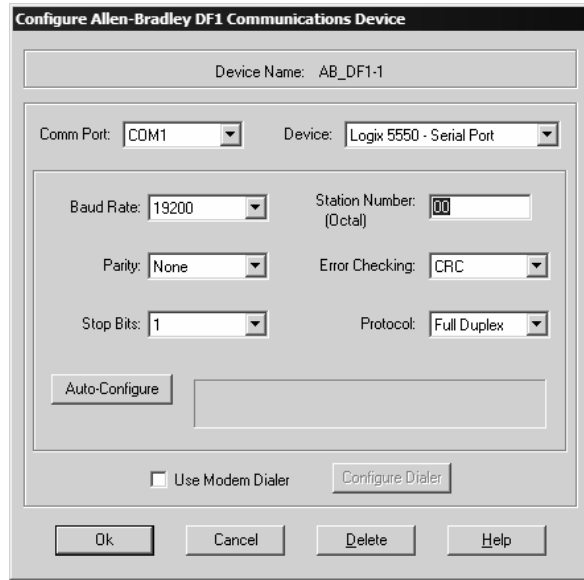 Configure Allen-Bradley DF1 Communications Device
Device Name: AB_DF1-1
Comm Port: COM1 Device: Logix 5550 - Serial Port
Baud Rate: 19200 Station Number: 00
(Octal)
Parity: None Error Checking: CRC
Stop Bits: 1 Protocol: Full Duplex
Auto-Configure
Use Modem Dialer Configure Dialer
Ok Cancel Delete Help